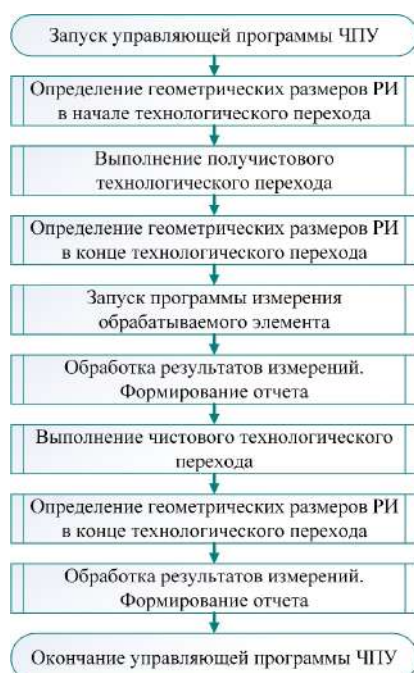 Запуск управляющей программы ЧПУ
Определение геометрических размеров РИ
в начале технологического перехода
Выполнение получистового
технологического перехода
Определение геометрических размеров РИ
в конце технологического перехода
Запуск программы измерения
обрабатываемого элемента
Обработка результатов измерений.
Формирование отчета
Выполнение чистового технологического
перехода
Определение геометрических размеров РИ
в конце технологического перехода
Обработка результатов измерений.
Формирование отчета
Окончание управляющей программы ЧПУ